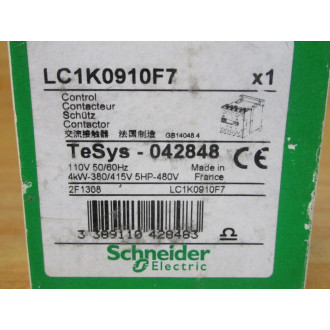 LC1K0910F7 x1
Control
Contacteur
Schütz
Contactor
交流接触器 法国制造 GB14048.4
TeSys - 042848 CE
110V 50/60Hz Made in
4kW-380/415V 5HP-480V France
2F1308 LC1K0910F7
3 389110 428483
Schneider
Electric